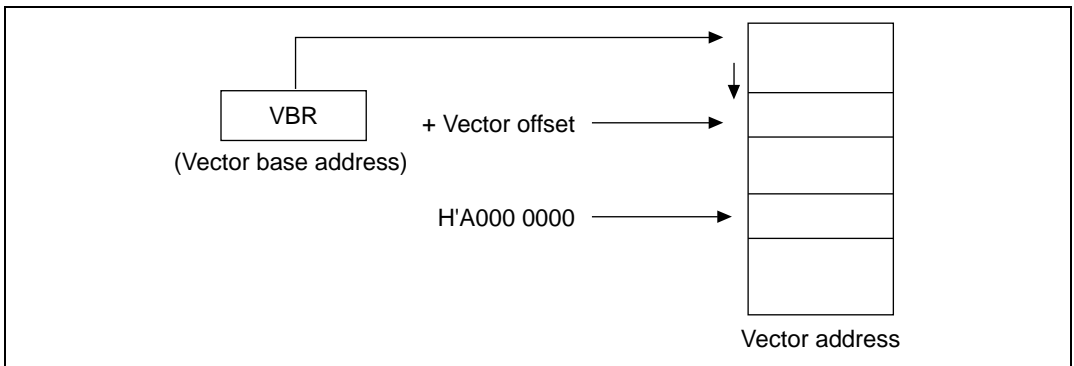 VBR
+ Vector offset
(Vector base address)
H'A000 0000
Vector address